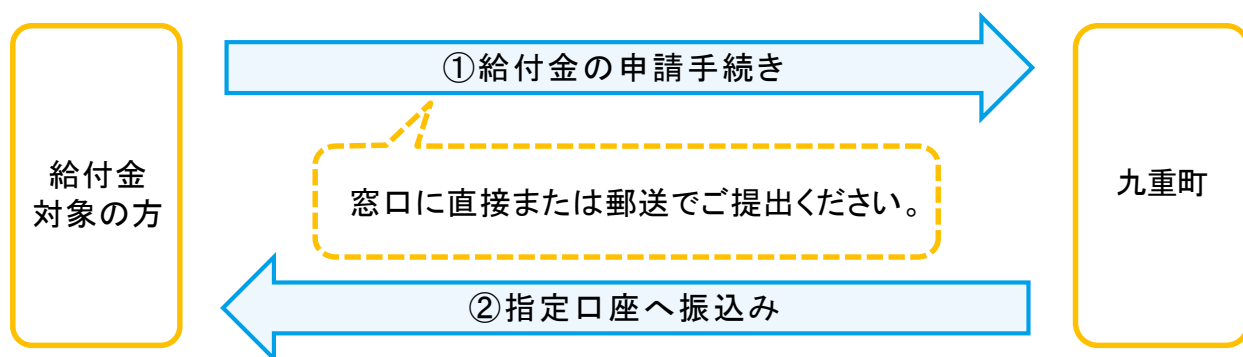 ①給付金の申請手続き
給付金
対象の方
窓口に直接または郵送でご提出ください。
九重町
②指定口座へ振込み